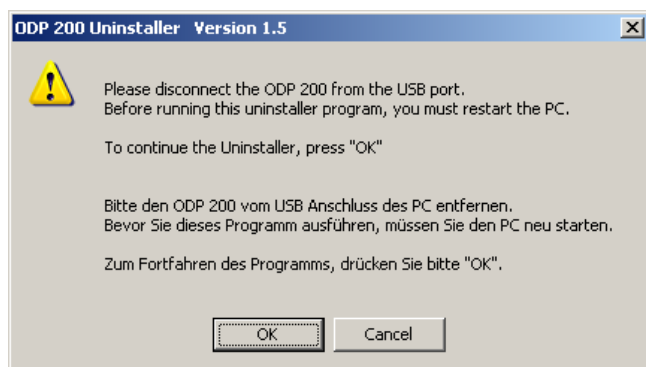 ODP 200 Uninstaller Version 1.5
Please disconnect the ODP 200 from the USB port.
Before running this uninstaller program, you must restart the PC.
To continue the Uninstaller, press "OK"
Bitte den ODP 200 vom USB Anschluss des PC entfernen.
Bevor Sie dieses Programm ausführen, müssen Sie den PC neu starten.
Zum Fortfahren des Programms, drücken Sie bitte "OK".
OK Cancel